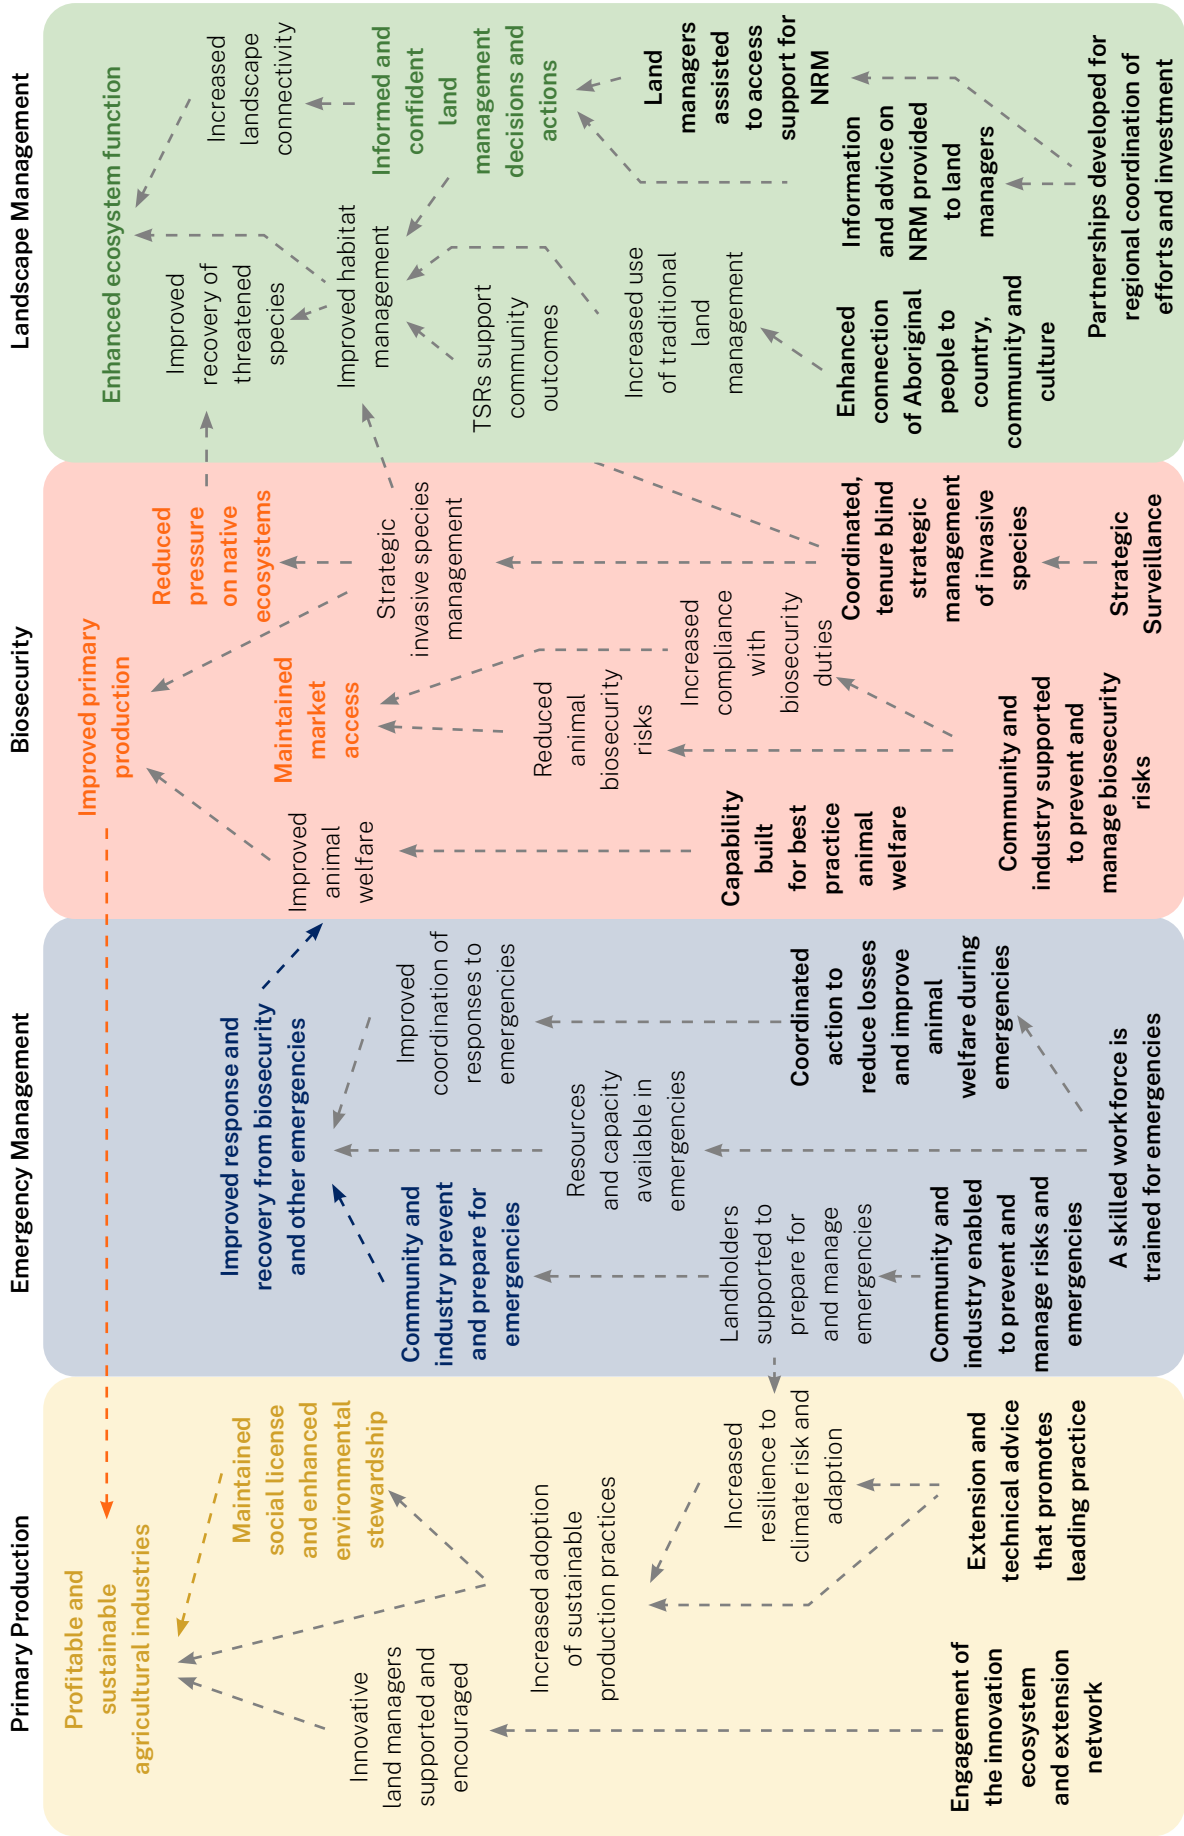 Primary Production
Profitable and
sustainable
agricultural industries
Maintained
social license
and enhanced
environmental
stewardship
Innovative
land managers
supported and
encouraged
Increased adoption
of sustainable
production practices
Increased
resilience to
climate risk and
adaption
Engagement of
the innovation
ecosystem
and extension
network
Extension and
technical advice
that promotes
leading practice
Emergency Management
Improved response and
recovery from biosecurity
and other emergencies
Community and
industry prevent
and prepare for
emergencies
Improved
coordination of
responses to
emergencies
Resources
and capacity
available in
emergencies
Landholders
supported to
prepare for
and manage
emergencies
Coordinated
action to
reduce losses
and improve
animal
welfare during
emergencies
Community and
industry enabled
to prevent and
manage risks and
emergencies
A skilled workforce is
trained for emergencies
Biosecurity
Improved primary
production
Reduced
pressure
on native
ecosystems
Maintained
market
access
Improved
animal
welfare
Strategic
invasive species
management
Reduced
animal
biosecurity
risks
Increased
compliance
with
biosecurity
duties
Capability
built
for best
practice
animal
welfare
Coordinated,
tenure blind
strategic
management
of invasive
species
Community and
industry supported
to prevent and
manage biosecurity
risks
Strategic
Surveillance
Landscape Management
Enhanced ecosystem function
Improved
recovery of
threatened
species
Increased
landscape
connectivity
Improved habitat
management
Informed and
confident
land
management
decisions and
actions
TSRs support
community
outcomes
Increased use
of traditional
land
management
Land
managers
assisted
to access
support for
NRM
Enhanced
connection
of Aboriginal
people to
country,
community and
culture
Information
and advice on
NRM provided
to land
managers
Partnerships developed for
regional coordination of
efforts and investment